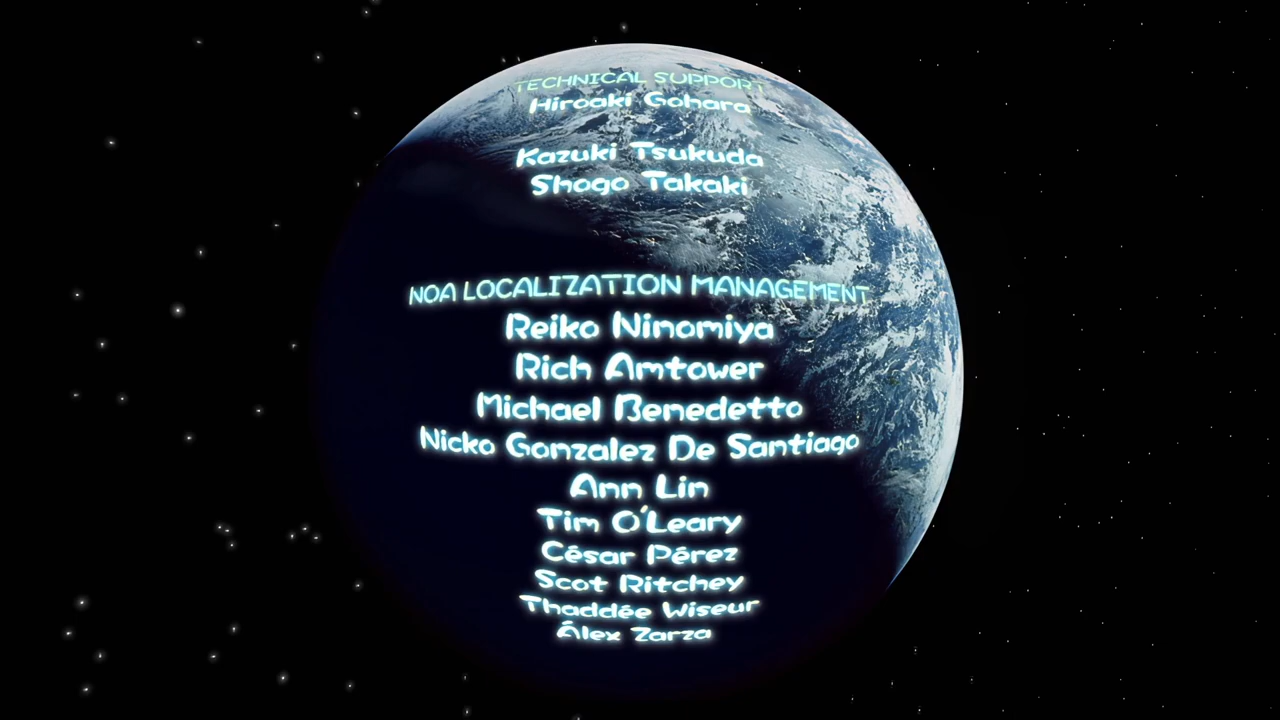 TECHNICAL SUPPORT
Hiroaki Gohara
Kazuki Tsukuda
Shogo Takaki
NOA LOCALIZATION MANAGEMENT
Reiko Ninomiya
Rich Amtower
Michael Benedetto
Nicko Gonzalez De Santiago
Ann Lin
Tim O'Leary
César Pérez
Scot Ritchey
Thaddée Wiseur
Álex Zarza